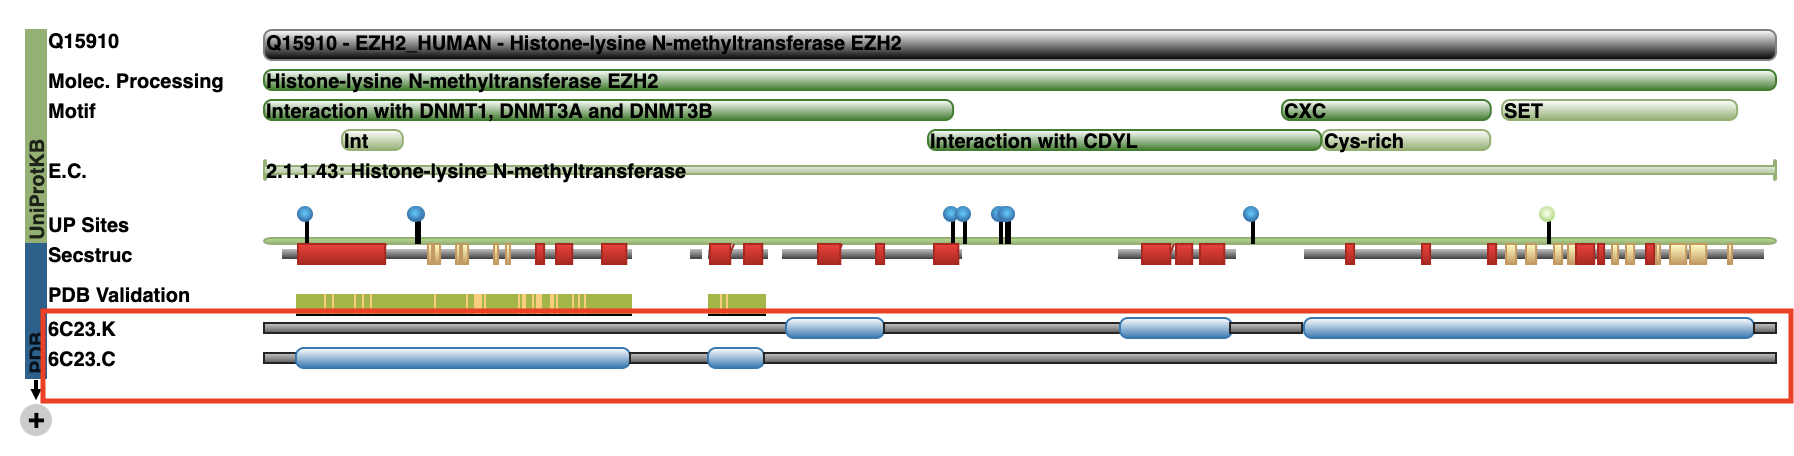 Q15910
Q15910 - EZH2_HUMAN - Histone-lysine N-methyltransferase EZH2
Molec. Processing
Histone-lysine N-methyltransferase EZH2
Motif
Interaction with DNMT1, DNMT3A and DNMT3B
CXC
SET
Int
Interaction with CDYL
Cys-rich
E.C.
2.1.1.43: Histone-lysine N-methyltransferase
UP Sites
Secstruc
PDB Validation
6C23.K
6C23.C
UniProtKB
PDB
+